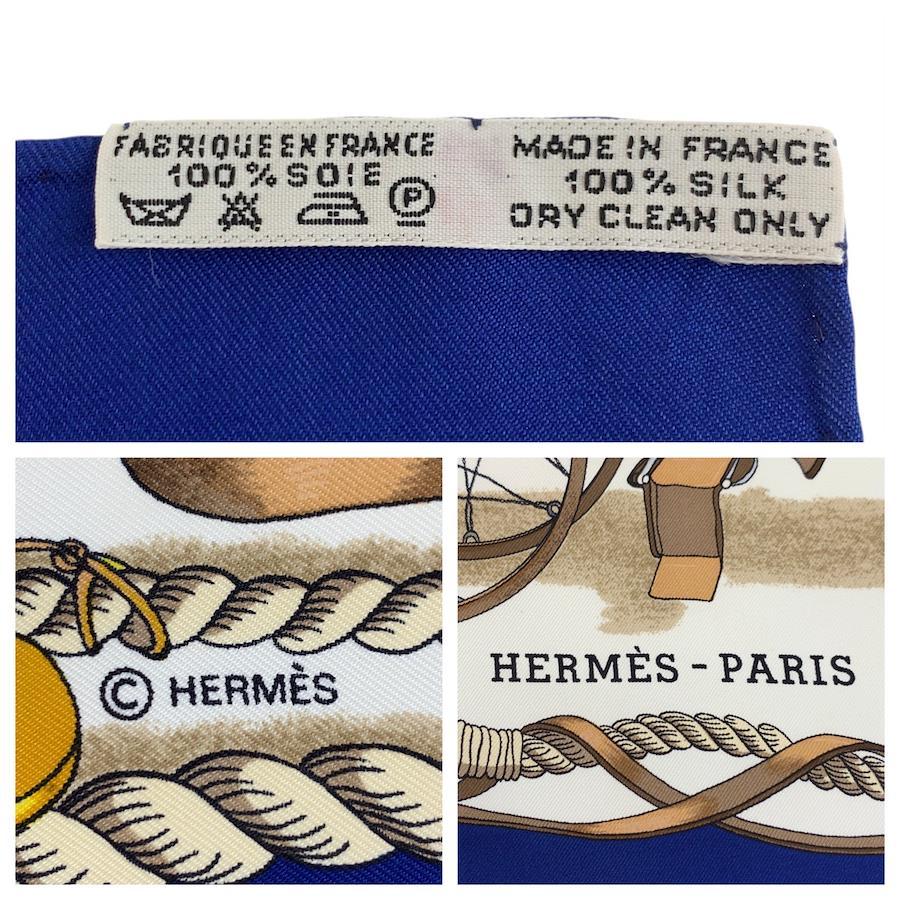 FABRIQUE EN FRANCE
100% SOIE
P
MADE IN FRANCE
100% SILK
DRY CLEAN ONLY
© HERMÈS
HERMÈS - PARIS